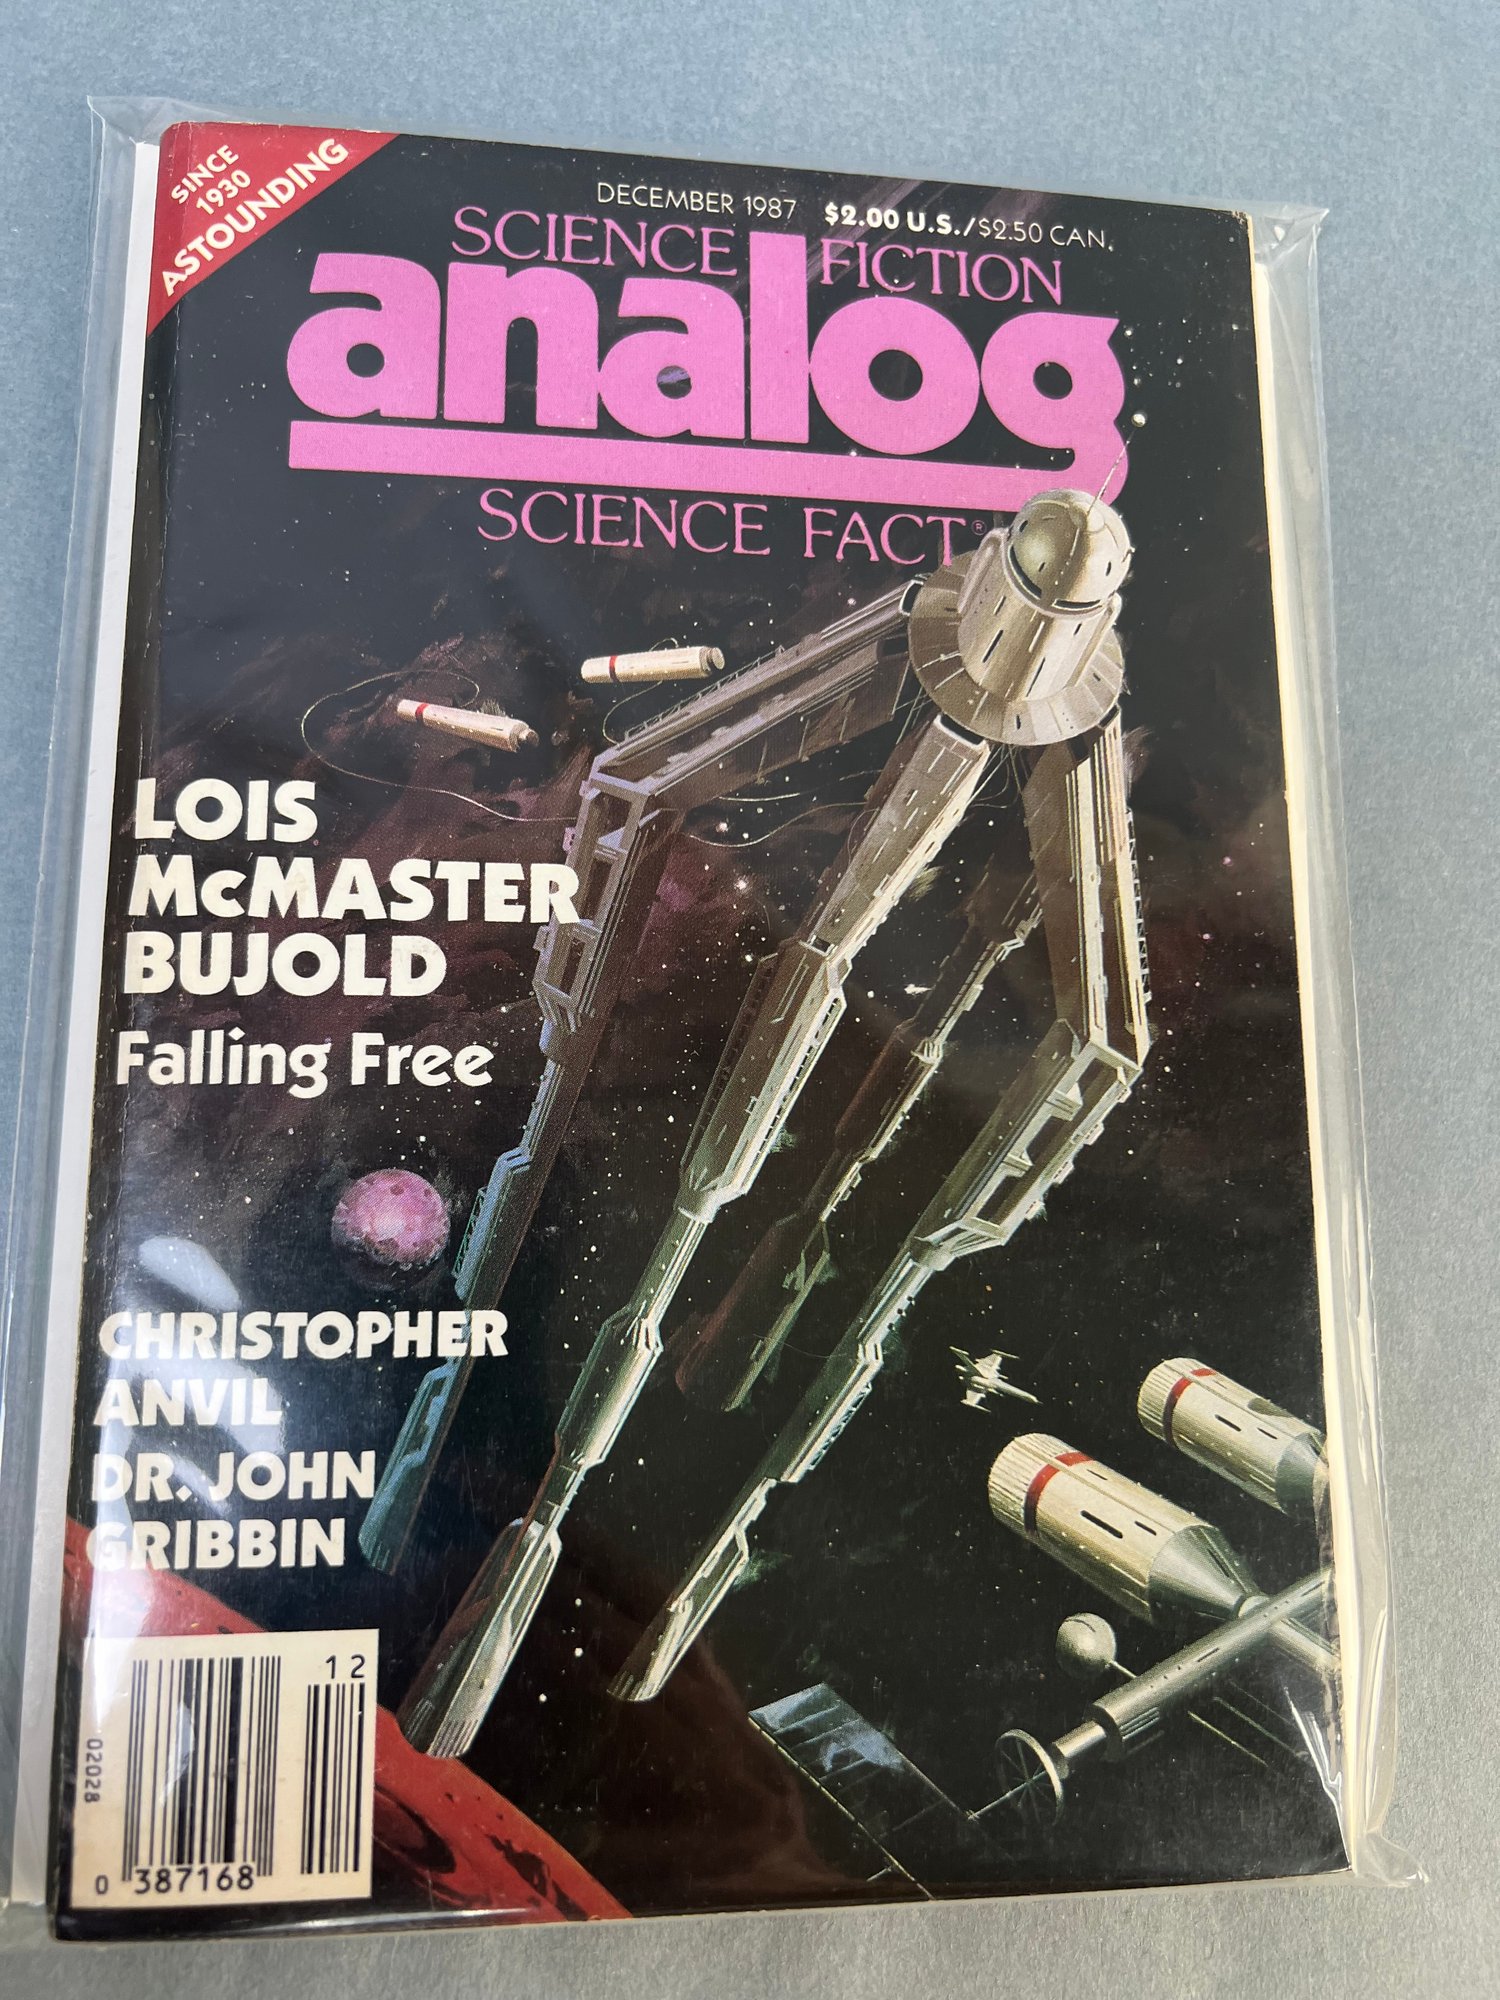 SINCE
1930
ASTOUNDING
DECEMBER 1987 $2.00 U.S./$2.50 CAN.
SCIENCE FICTION
analog
SCIENCE FACT®
LOIS
McMASTER
BUJOLD
Falling Free
CHRISTOPHER
ANVIL
DR. JOHN
GRIBBIN
12
02028
0 387168